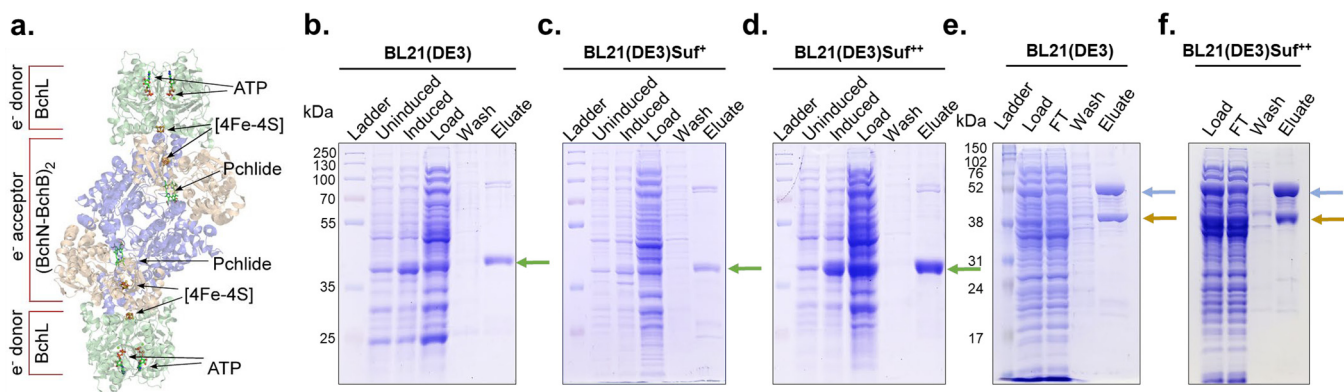 a.
e⁻ donor
BchL
e⁻ acceptor
(BchN-BchB)₂
e⁻ donor
BchL
ATP
[4Fe-4S]
Pchlide
Pchlide
[4Fe-4S]
ATP
b.
BL21(DE3)
kDa
Ladder
Uninduced
Induced
Load
Wash
Eluate
250
130
100
70
55
35
25
c.
BL21(DE3)Suf⁺
Ladder
Uninduced
Induced
Load
Wash
Eluate
d.
BL21(DE3)Suf⁺⁺
Ladder
Uninduced
Induced
Load
Wash
Eluate
e.
BL21(DE3)
kDa
Ladder
Load
FT
Wash
Eluate
150
102
76
52
38
31
24
17
f.
BL21(DE3)Suf⁺⁺
Load
FT
Wash
Eluate